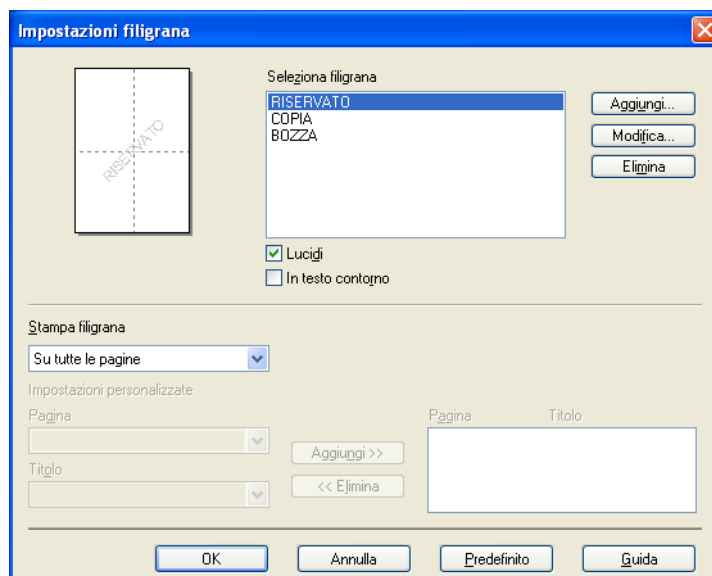 Impostazioni filigrana
Seleziona filigrana
RISERVATO
RISERVATO
COPIA
BOZZA
Aggiungi...
Modifica...
Elimina
Lucidi
In testo contorno
Stampa filigrana
Su tutte le pagine
Impostazioni personalizzate
Pagina
Titolo
Aggiungi >>
<< Elimina
Pagina Titolo
OK Annulla Predefinito Guida